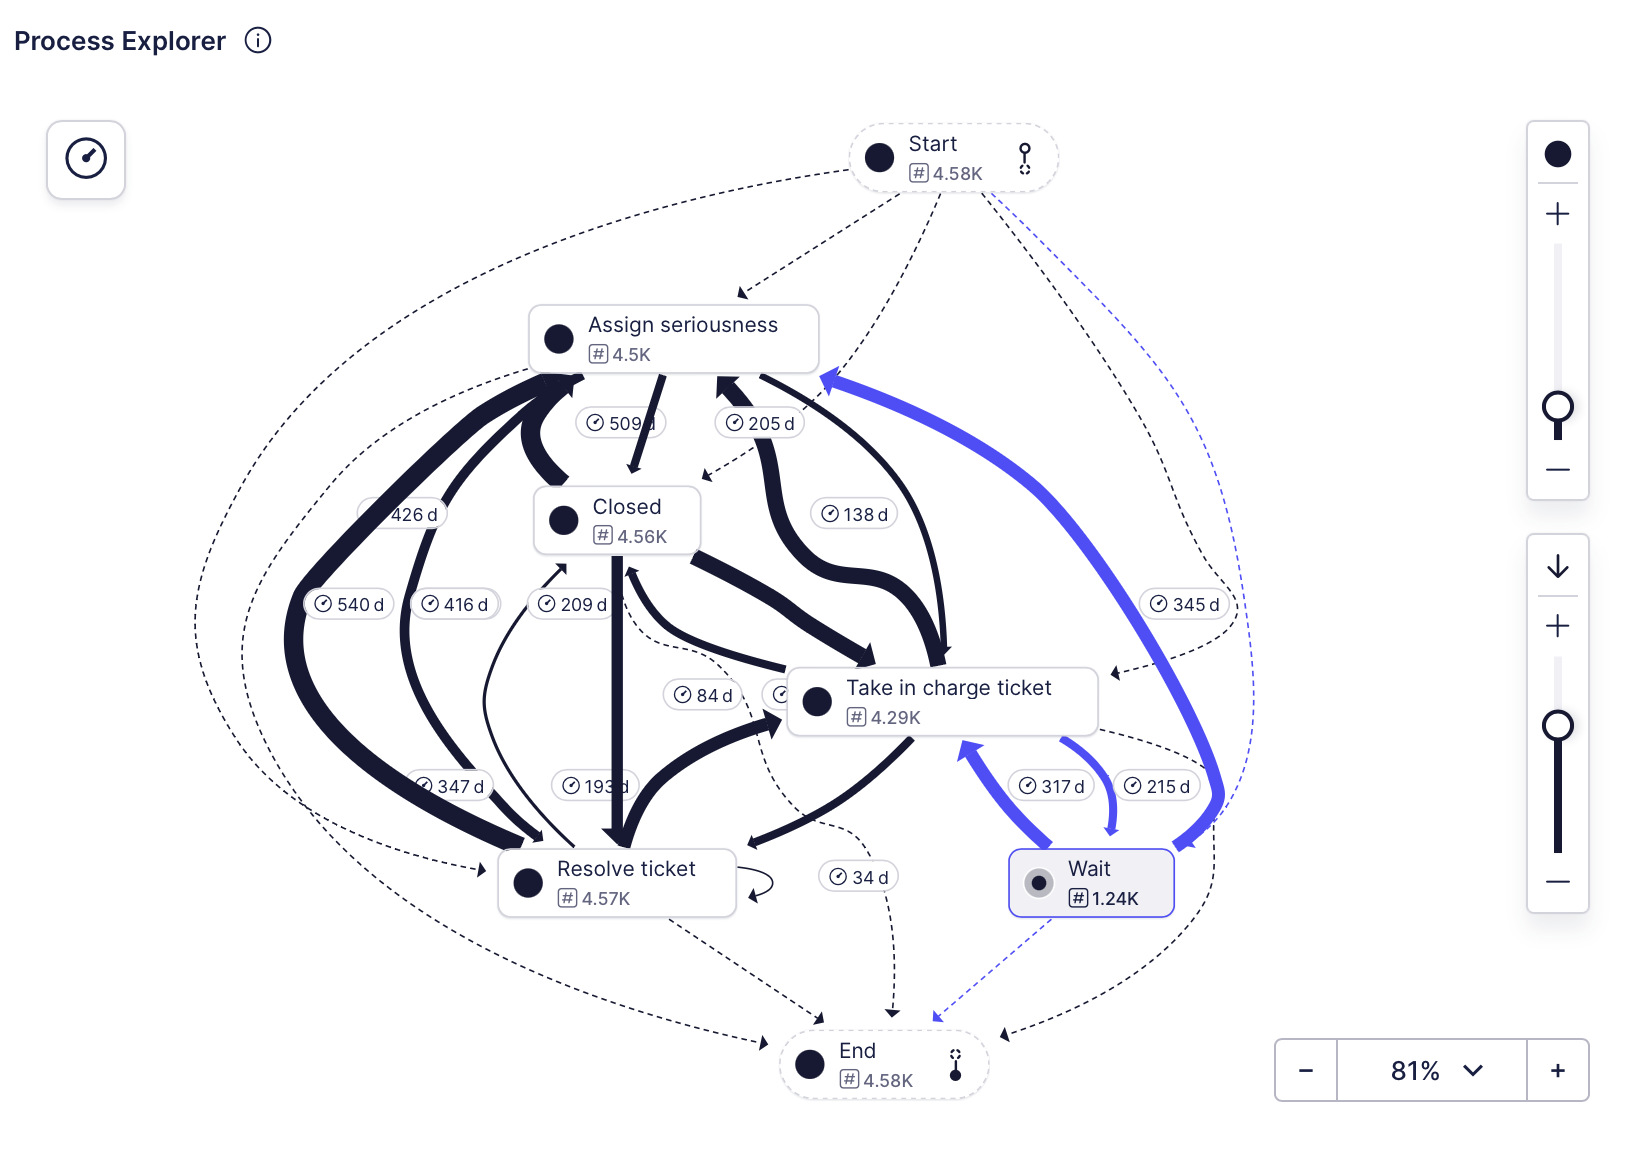 Process Explorer
Start
# 4.58K
Assign seriousness
# 4.5K
509 d
205 d
Closed
# 4.56K
426 d
138 d
540 d
416 d
209 d
345 d
84 d
Take in charge ticket
# 4.29K
347 d
193 d
317 d
215 d
Resolve ticket
# 4.57K
34 d
Wait
# 1.24K
End
# 4.58K
81%